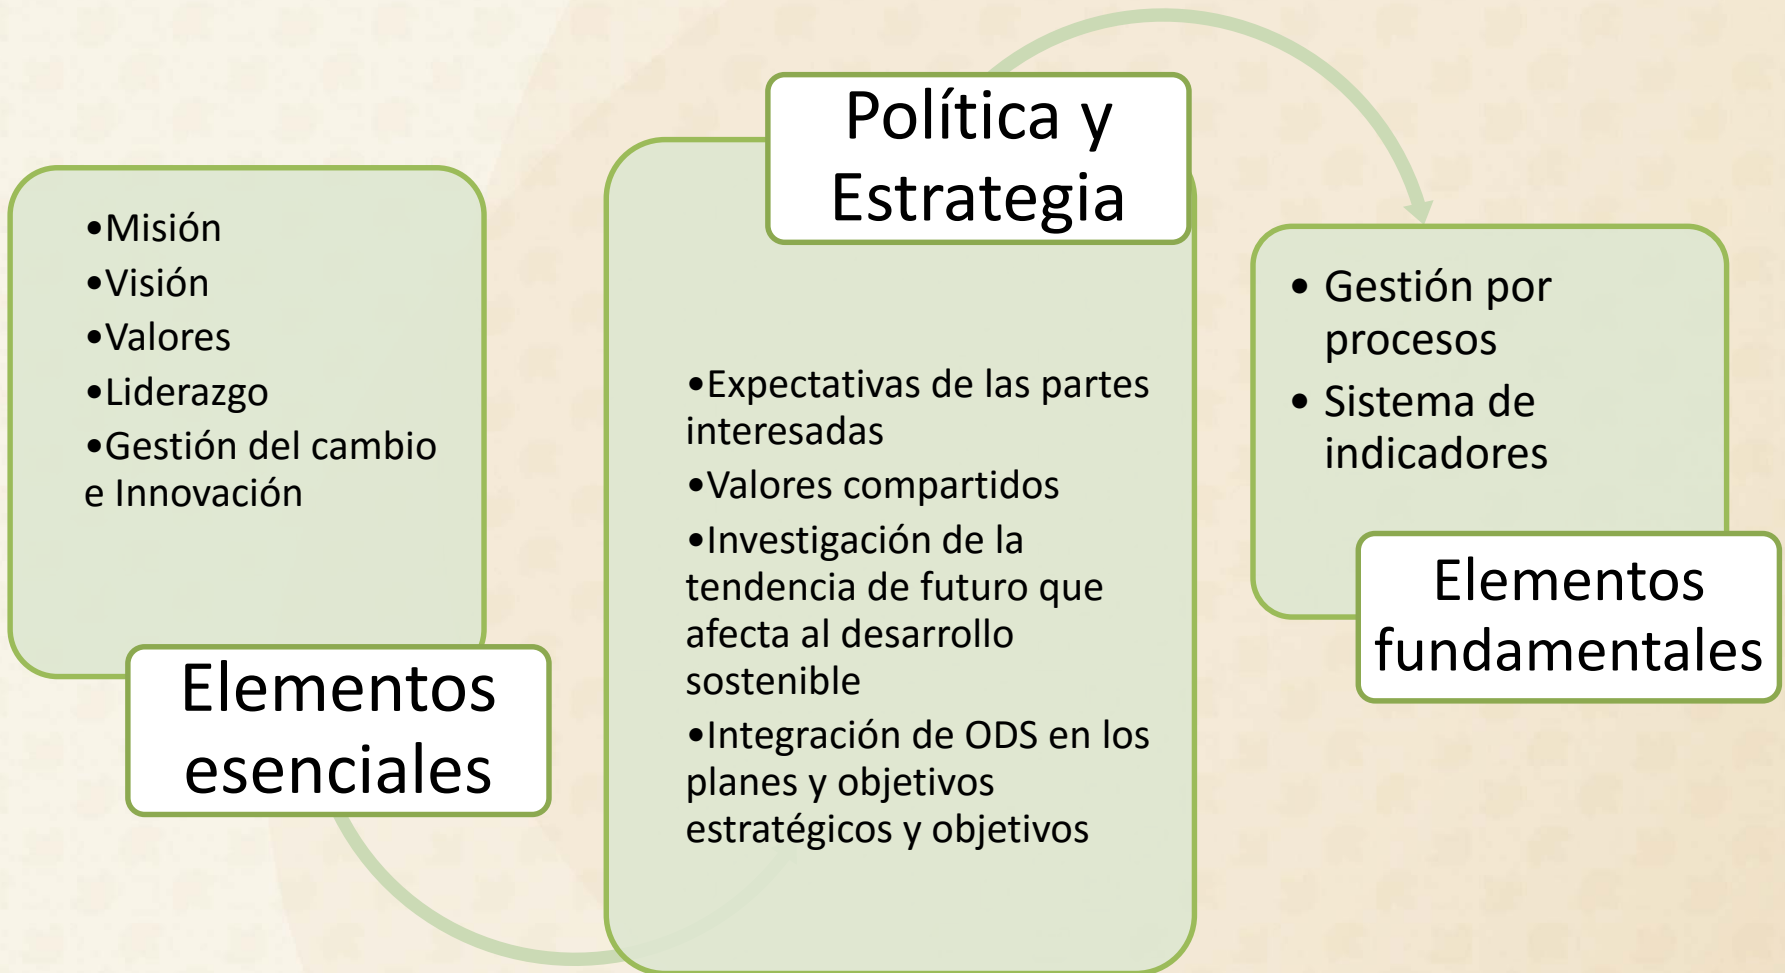 •Misión
•Visión
•Valores
•Liderazgo
•Gestión del cambio
e Innovación
Elementos
esenciales
Política y
Estrategia
•Expectativas de las partes
interesadas
•Valores compartidos
•Investigación de la
tendencia de futuro que
afecta al desarrollo
sostenible
•Integración de ODS en los
planes y objetivos
estratégicos y objetivos
• Gestión por
procesos
• Sistema de
indicadores
Elementos
fundamentales